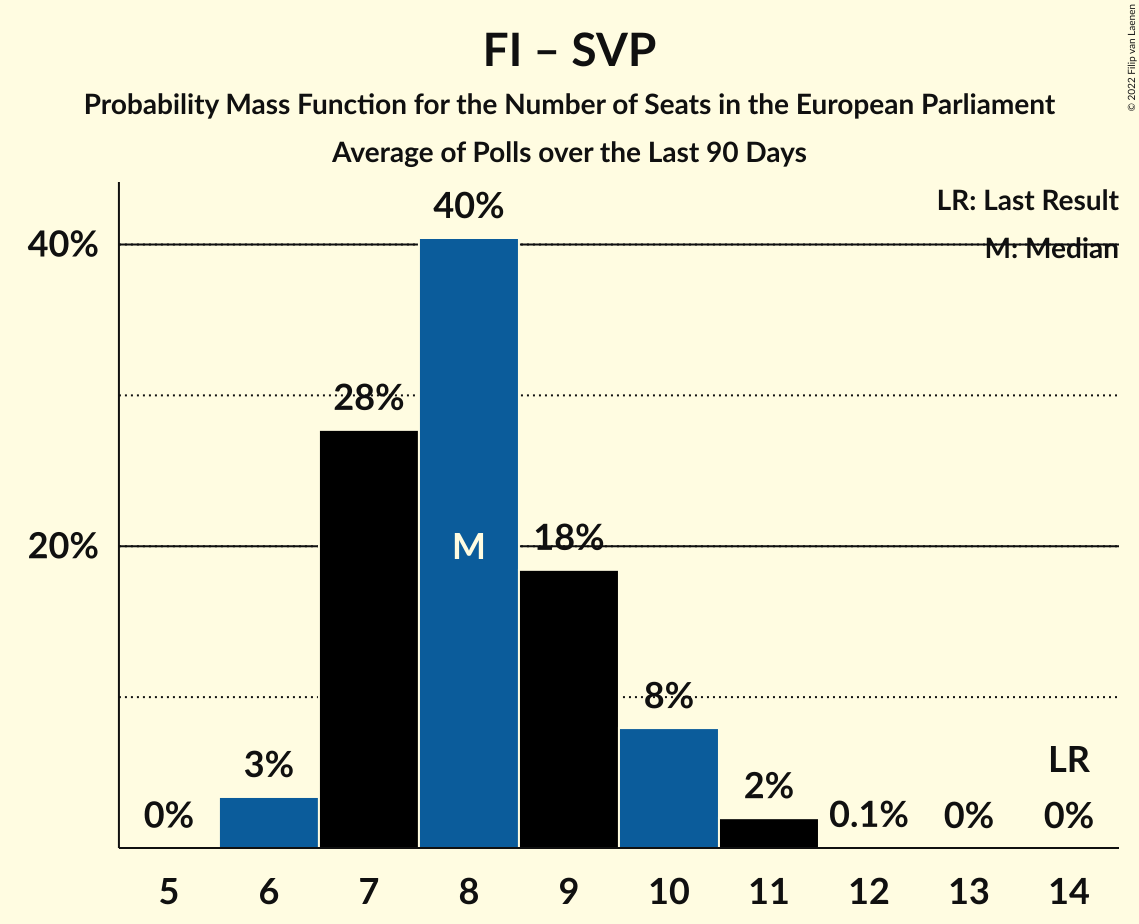 FI – SVP
Probability Mass Function for the Number of Seats in the European Parliament
Average of Polls over the Last 90 Days
© 2022 Filip van Laenen
LR: Last Result
M: Median
40%
20%
0%
3%
28%
40%
M
18%
8%
2%
0.1%
0%
LR
0%
5 6 7 8 9 10 11 12 13 14